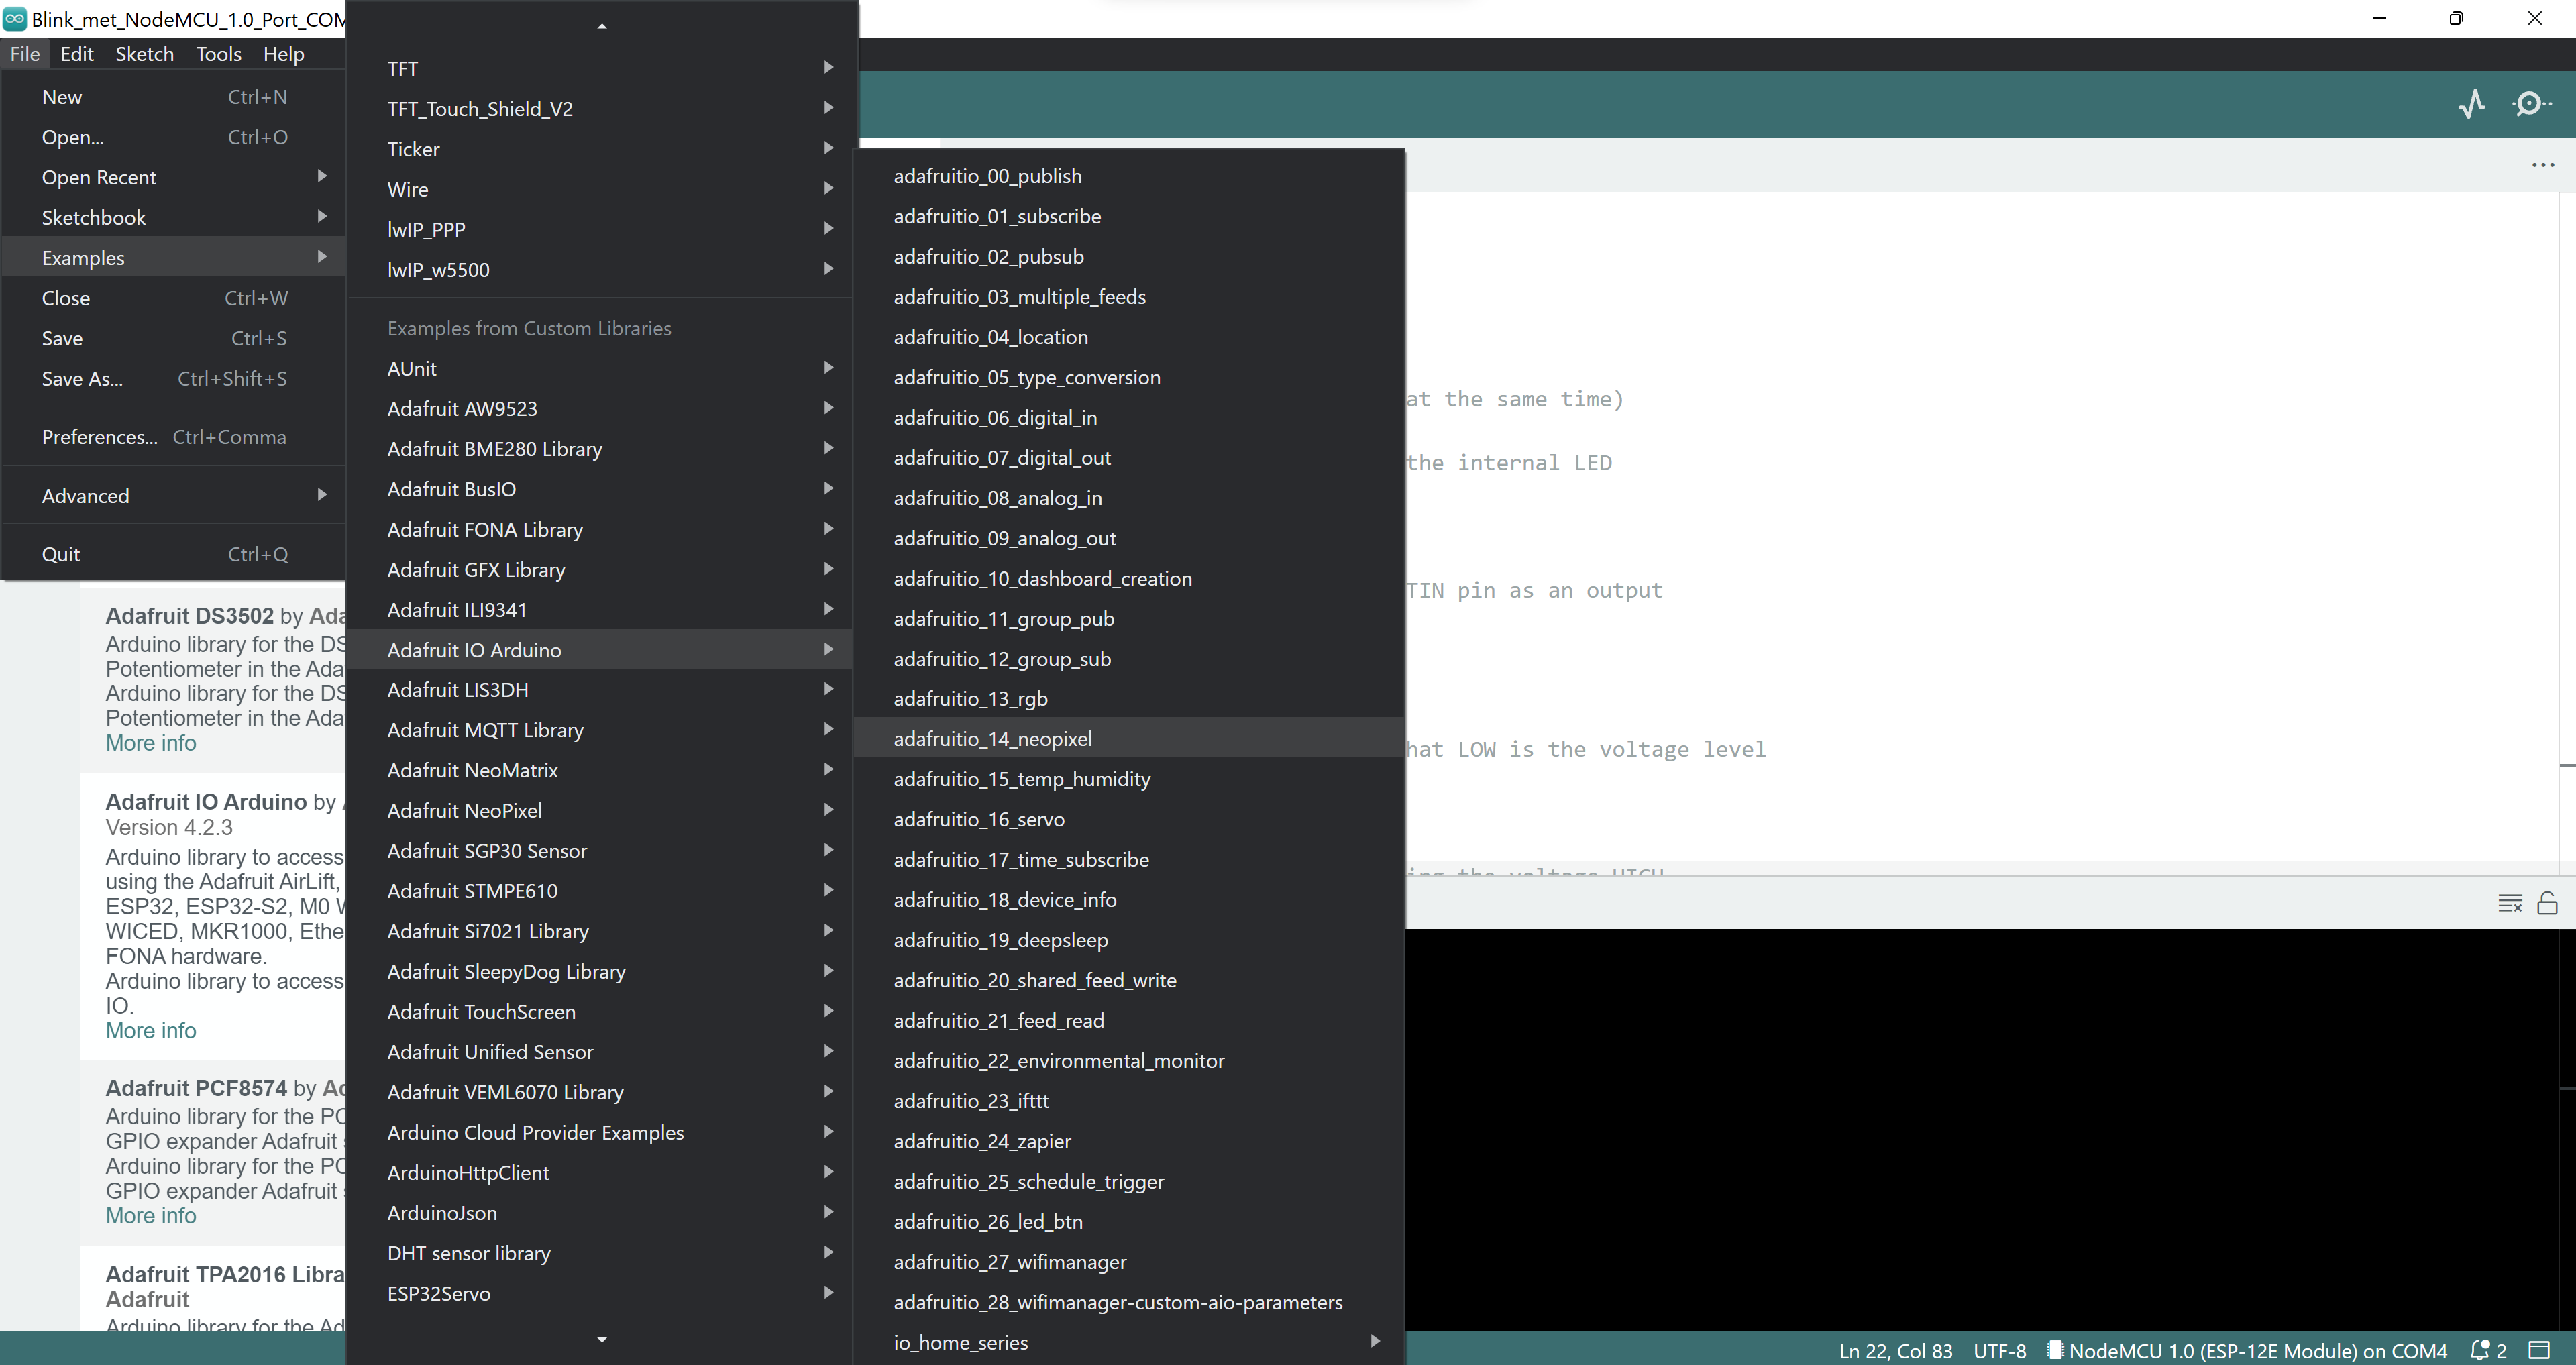 Blink_met_NodeMCU_1.0_Port_COM
File Edit Sketch Tools Help
New Ctrl+N
Open... Ctrl+O
Open Recent
Sketchbook
Examples
Close Ctrl+W
Save Ctrl+S
Save As... Ctrl+Shift+S
Preferences... Ctrl+Comma
Advanced
Quit Ctrl+Q
Adafruit DS3502 by Ada
Arduino library for the DS
Potentiometer in the Ada
Arduino library for the DS
Potentiometer in the Ada
More info
Adafruit IO Arduino by
Version 4.2.3
Arduino library to access
using the Adafruit AirLift,
ESP32, ESP32-S2, M0 W
WICED, MKR1000, Ethe
FONA hardware.
Arduino library to access
IO.
More info
Adafruit PCF8574 by Ad
Arduino library for the PC
GPIO expander Adafruit
Arduino library for the PC
GPIO expander Adafruit
More info
Adafruit TPA2016 Libra
Adafruit
Arduino library for the Ad
TFT
TFT_Touch_Shield_V2
Ticker
Wire
lwIP_PPP
lwIP_w5500
Examples from Custom Libraries
AUnit
Adafruit AW9523
Adafruit BME280 Library
Adafruit BusIO
Adafruit FONA Library
Adafruit GFX Library
Adafruit ILI9341
Adafruit IO Arduino
Adafruit LIS3DH
Adafruit MQTT Library
Adafruit NeoMatrix
Adafruit NeoPixel
Adafruit SGP30 Sensor
Adafruit STMPE610
Adafruit Si7021 Library
Adafruit SleepyDog Library
Adafruit TouchScreen
Adafruit Unified Sensor
Adafruit VEML6070 Library
Arduino Cloud Provider Examples
ArduinoHttpClient
ArduinoJson
DHT sensor library
ESP32Servo
adafruitio_00_publish
adafruitio_01_subscribe
adafruitio_02_pubsub
adafruitio_03_multiple_feeds
adafruitio_04_location
adafruitio_05_type_conversion
adafruitio_06_digital_in
adafruitio_07_digital_out
adafruitio_08_analog_in
adafruitio_09_analog_out
adafruitio_10_dashboard_creation
adafruitio_11_group_pub
adafruitio_12_group_sub
adafruitio_13_rgb
adafruitio_14_neopixel
adafruitio_15_temp_humidity
adafruitio_16_servo
adafruitio_17_time_subscribe
adafruitio_18_device_info
adafruitio_19_deepsleep
adafruitio_20_shared_feed_write
adafruitio_21_feed_read
adafruitio_22_environmental_monitor
adafruitio_23_ifttt
adafruitio_24_zapier
adafruitio_25_schedule_trigger
adafruitio_26_led_btn
adafruitio_27_wifimanager
adafruitio_28_wifimanager-custom-aio-parameters
io_home_series
at the same time)
the internal LED
TIN pin as an output
hat LOW is the voltage level
ing the voltage HIGH
Ln 22, Col 83 UTF-8 NodeMCU 1.0 (ESP-12E Module) on COM4 2